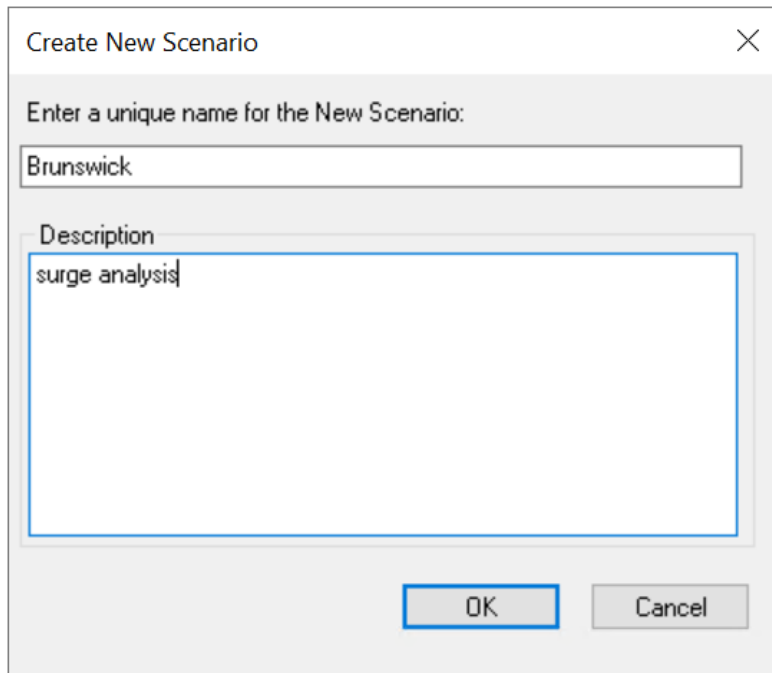 Create New Scenario
Enter a unique name for the New Scenario:
Brunswick
Description
surge analysis
OK
Cancel